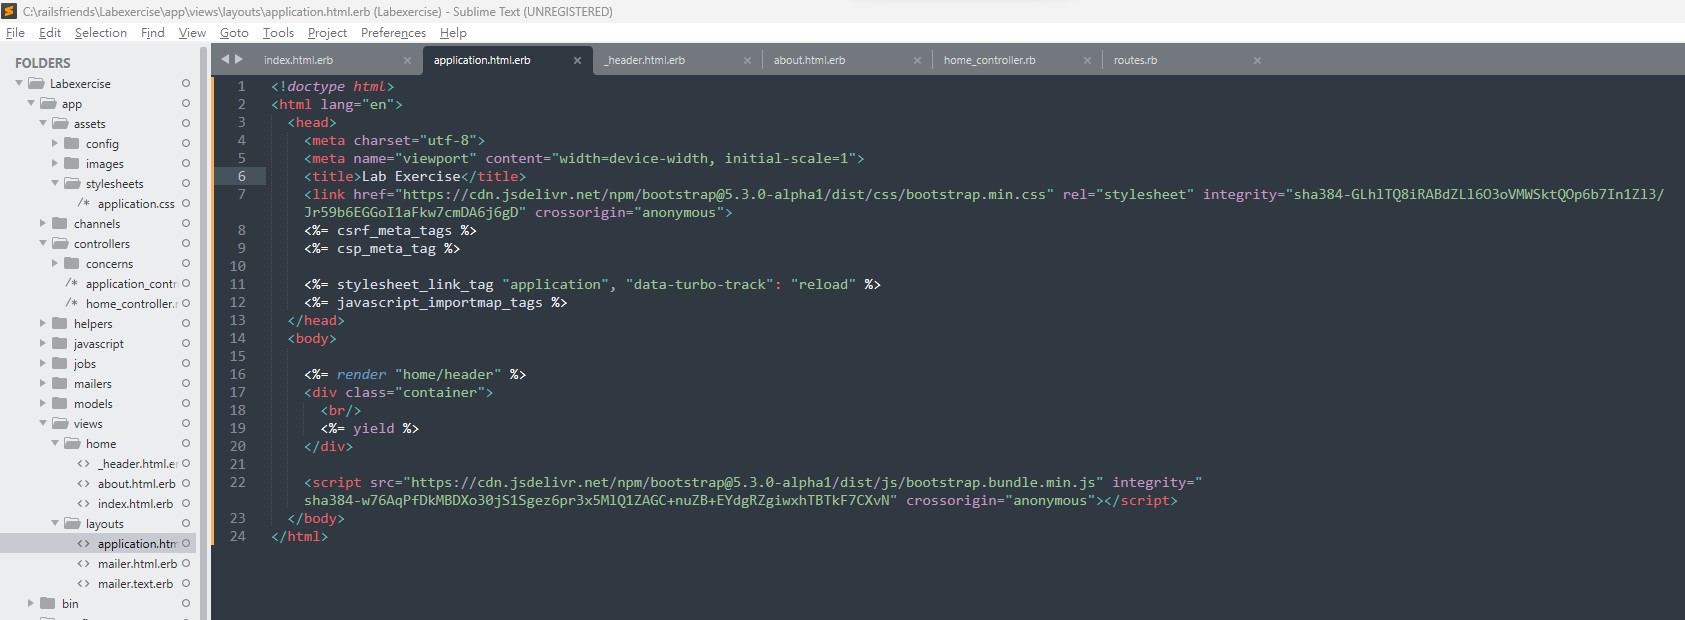 C:\railsfriends\Labexercise\app\views\layouts\application.html.erb (Labexercise) - Sublime Text (UNREGISTERED)
File Edit Selection Find View Goto Tools Project Preferences Help
FOLDERS
Labexercise
app
assets
config
images
stylesheets
/* application.css
channels
controllers
concerns
/* application_contr
/* home_controller.r
helpers
javascript
jobs
mailers
models
views
home
<> _header.html.er
<> about.html.erb
<> index.html.erb
layouts
<> application.htm
<> mailer.html.erb
<> mailer.text.erb
bin
index.html.erb × application.html.erb × _header.html.erb × about.html.erb × home_controller.rb × routes.rb ×
1 <!doctype html>
2 <html lang="en">
3 <head>
4 <meta charset="utf-8">
5 <meta name="viewport" content="width=device-width, initial-scale=1">
6 <title>Lab Exercise</title>
7 <link href="https://cdn.jsdelivr.net/npm/bootstrap@5.3.0-alpha1/dist/css/bootstrap.min.css" rel="stylesheet" integrity="sha384-GLhlTQ8iRABdZLl6O3oVMWSktQOp6b7In1Zl3/
Jr59b6EGGoI1aFkw7cmDA6j6gD" crossorigin="anonymous">
8 <%= csrf_meta_tags %>
9 <%= csp_meta_tag %>
10
11 <%= stylesheet_link_tag "application", "data-turbo-track": "reload" %>
12 <%= javascript_importmap_tags %>
13 </head>
14 <body>
15
16 <%= render "home/header" %>
17 <div class="container">
18 <br/>
19 <%= yield %>
20 </div>
21
22 <script src="https://cdn.jsdelivr.net/npm/bootstrap@5.3.0-alpha1/dist/js/bootstrap.bundle.min.js" integrity="
sha384-w76AqPfDkMBDXo30jS1Sgez6pr3x5MlQ1ZAGC+nuZB+EYdgRZgiwxhTBTkF7CXvN" crossorigin="anonymous"></script>
23 </body>
24 </html>